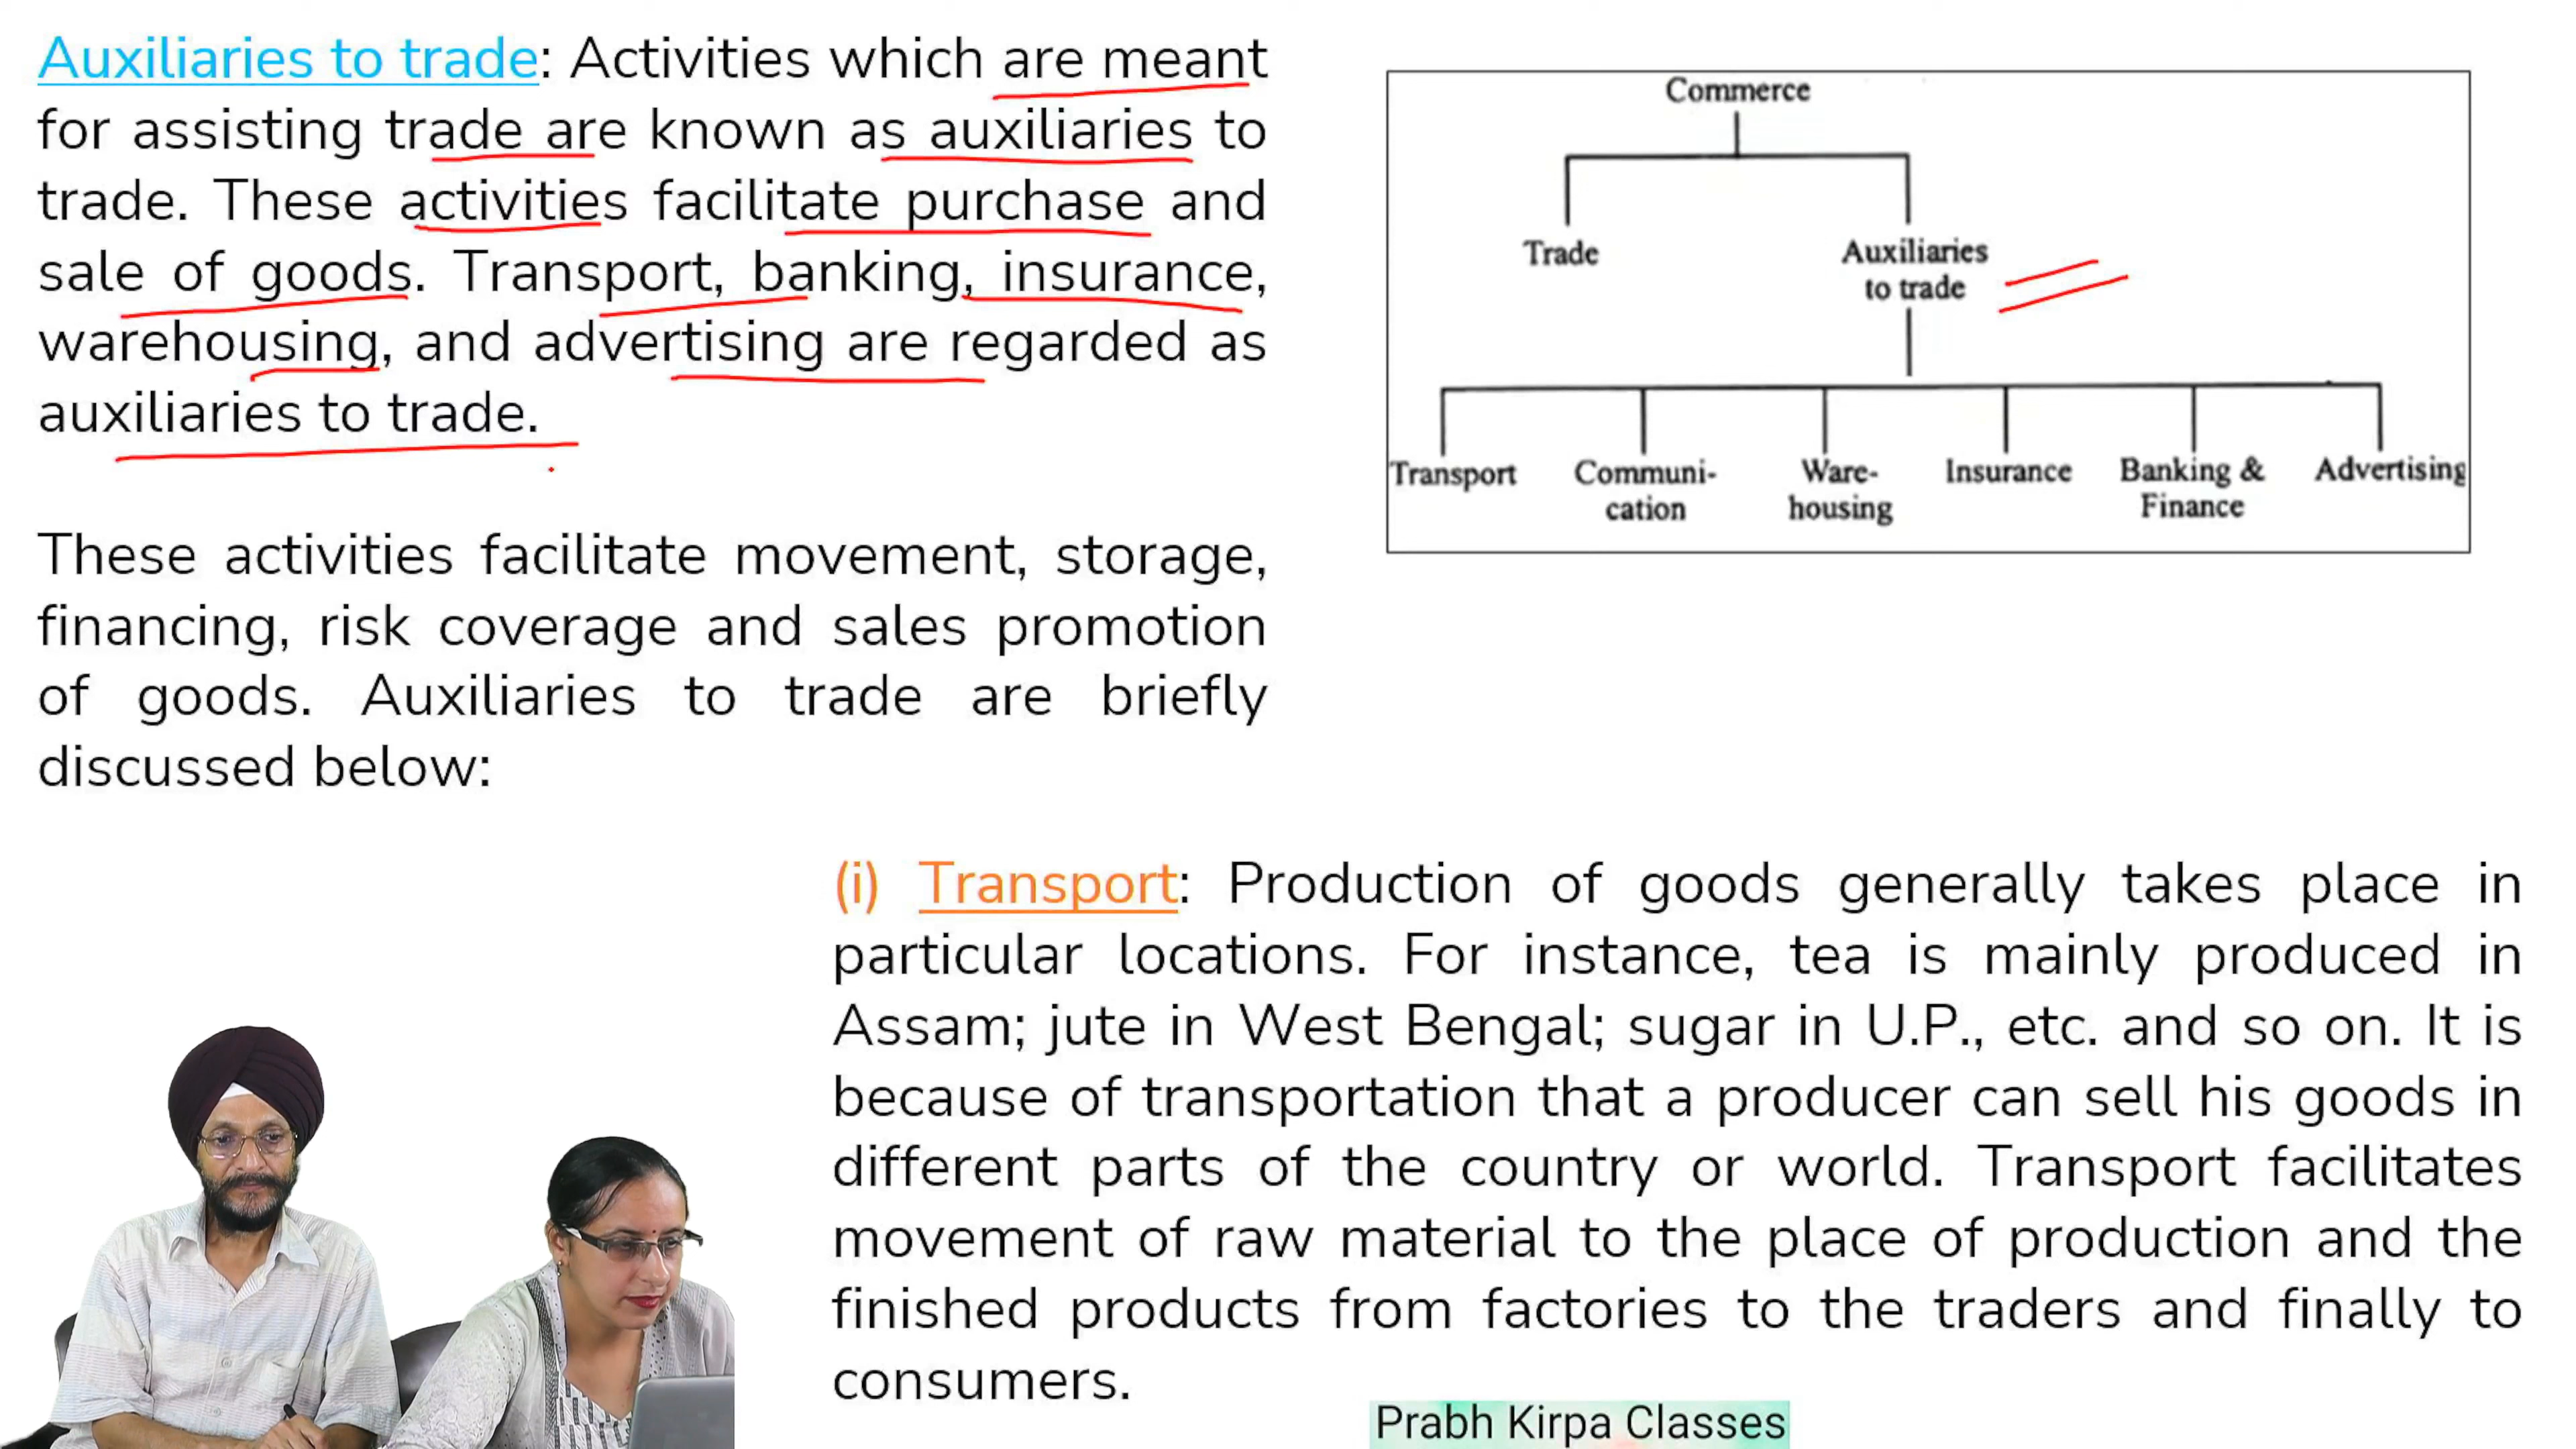 Auxiliaries to trade: Activities which are meant
for assisting trade are known as auxiliaries to
trade. These activities facilitate purchase and
sale of goods. Transport, banking, insurance,
warehousing, and advertising are regarded as
auxiliaries to trade.
These activities facilitate movement, storage,
financing, risk coverage and sales promotion
of goods. Auxiliaries to trade are briefly
discussed below:
Commerce
Trade
Auxiliaries
to trade
Transport
Communi-
cation
Ware-
housing
Insurance
Banking &
Finance
Advertising
(i) Transport: Production of goods generally takes place in
particular locations. For instance, tea is mainly produced in
Assam; jute in West Bengal; sugar in U.P., etc. and so on. It is
because of transportation that a producer can sell his goods in
different parts of the country or world. Transport facilitates
movement of raw material to the place of production and the
finished products from factories to the traders and finally to
consumers.
Prabh Kirpa Classes